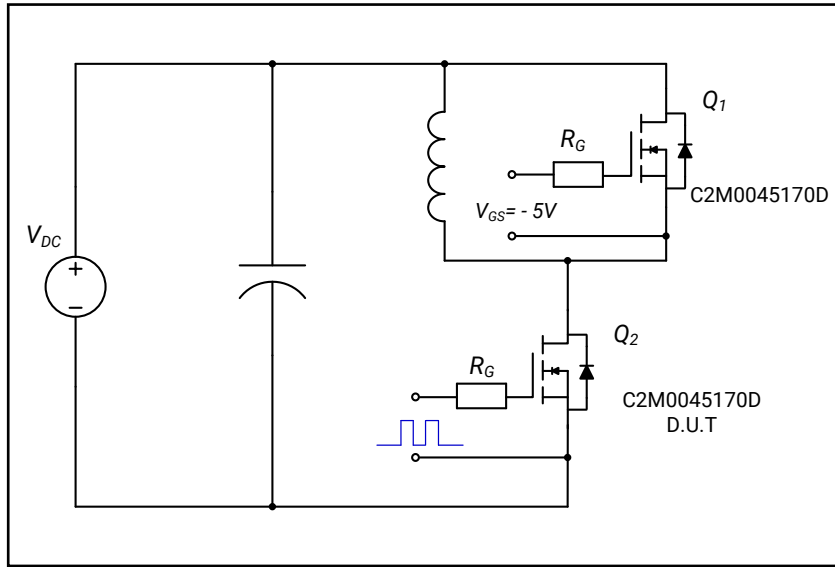 Q1
RG
C2M0045170D
VGS= - 5V
VDC
+
−
Q2
RG
C2M0045170D
D.U.T